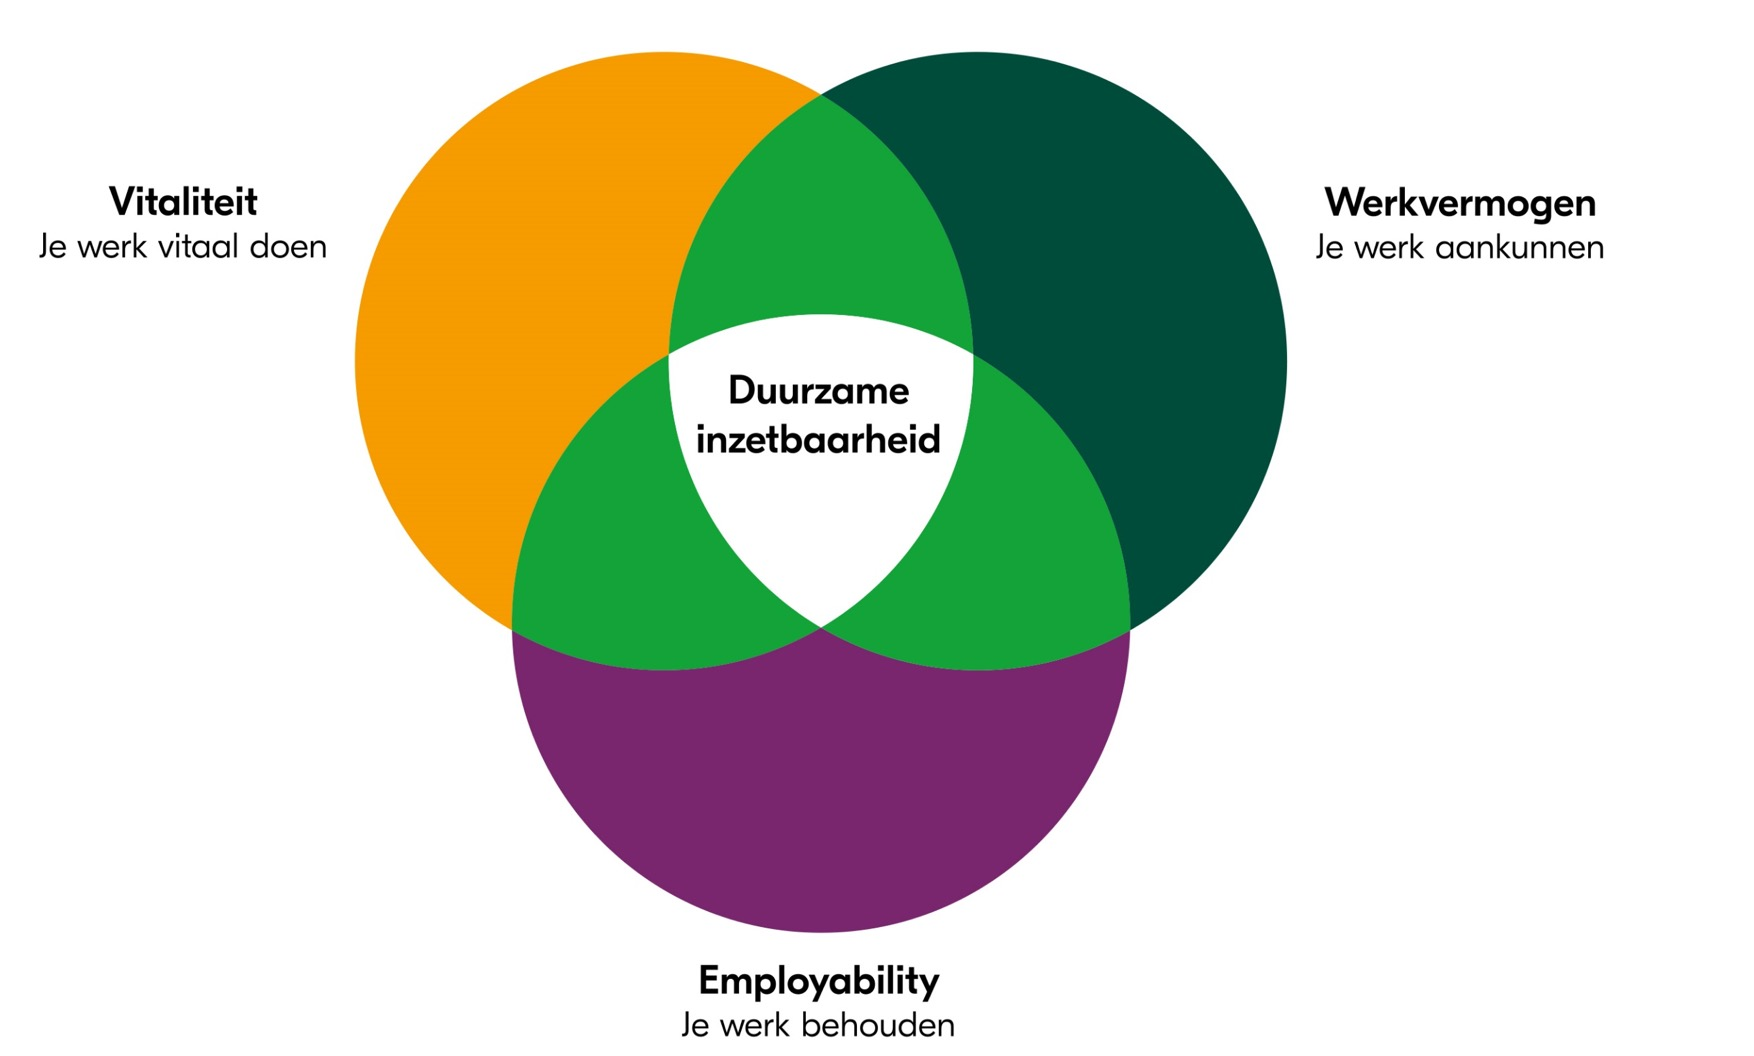 Vitaliteit
Je werk vitaal doen
Werkvermogen
Je werk aankunnen
Duurzame
inzetbaarheid
Employability
Je werk behouden